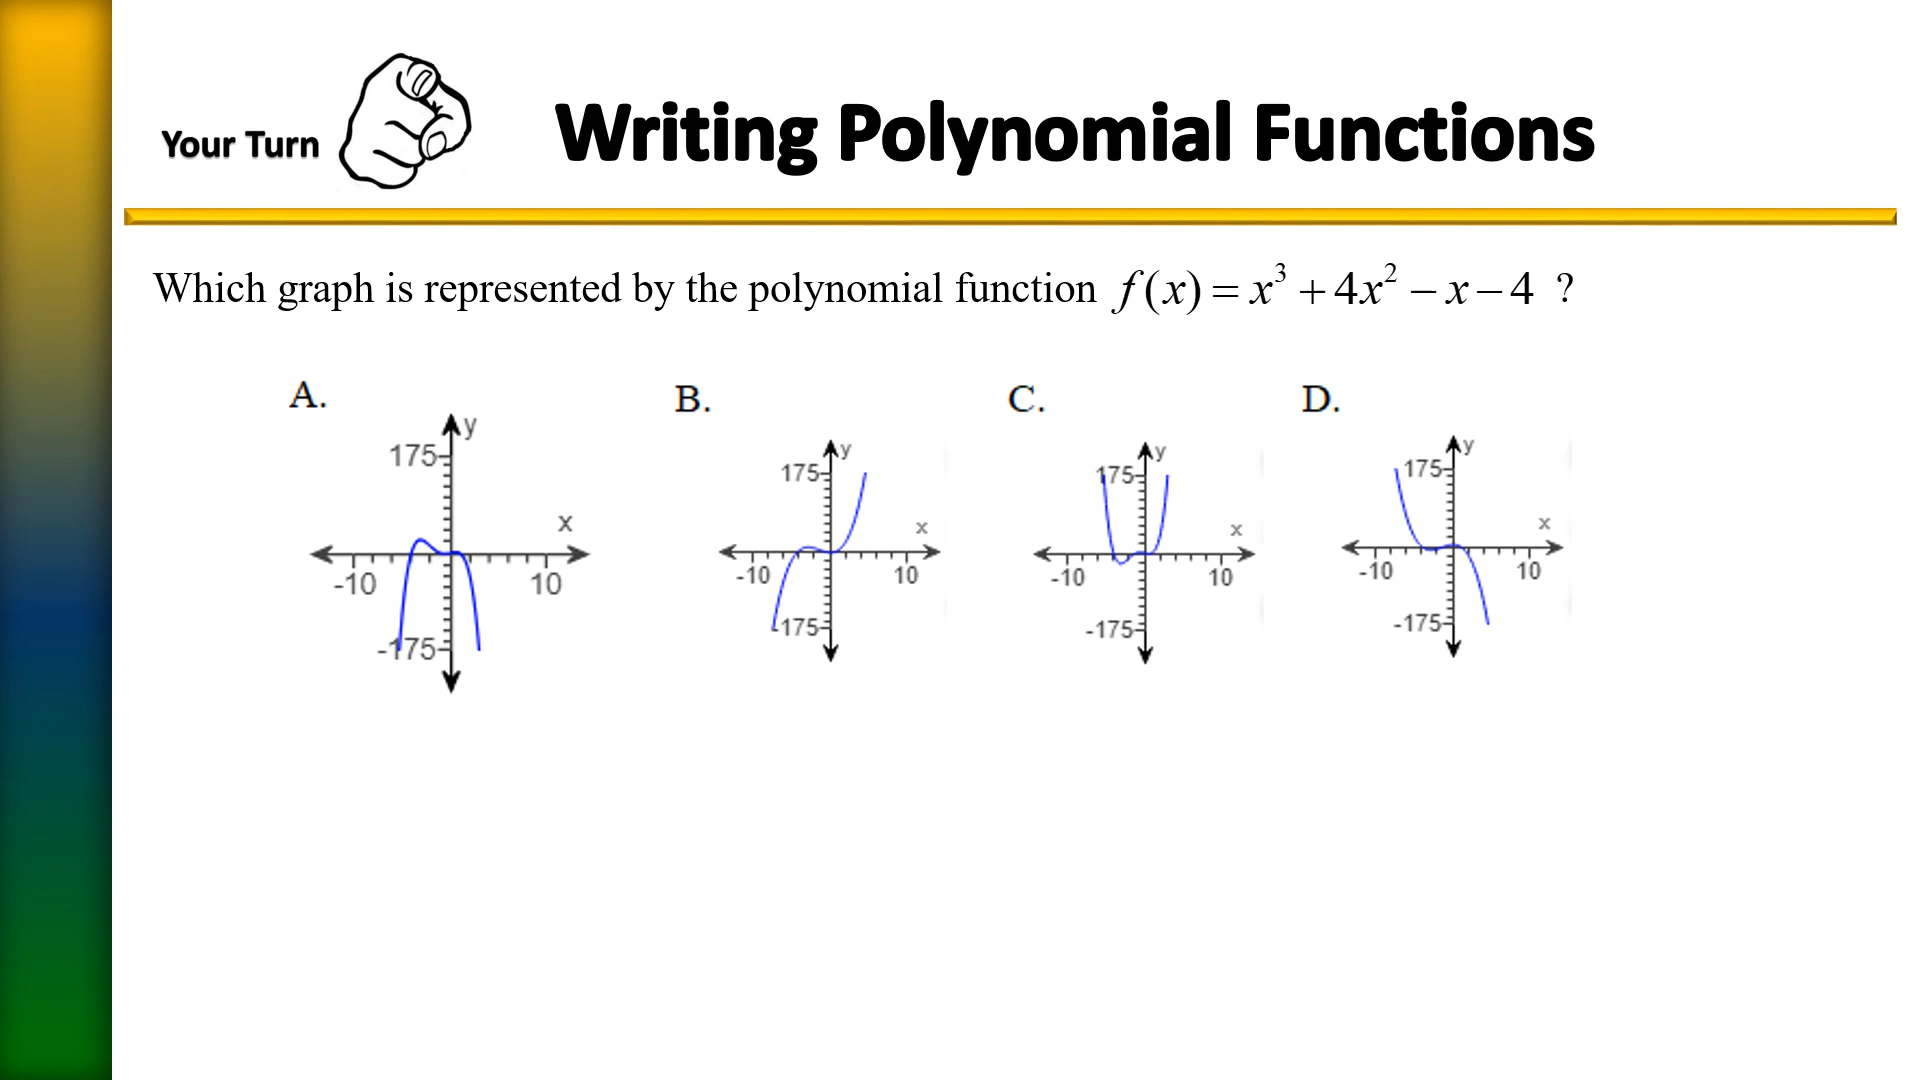 Your Turn
Writing Polynomial Functions
Which graph is represented by the polynomial function f(x) = x³ + 4x² − x − 4 ?
A.
B.
C.
D.
y
175
x
-10
10
-175
y
175
x
-10
10
-175
y
175
x
-10
10
-175
y
175
x
-10
10
-175